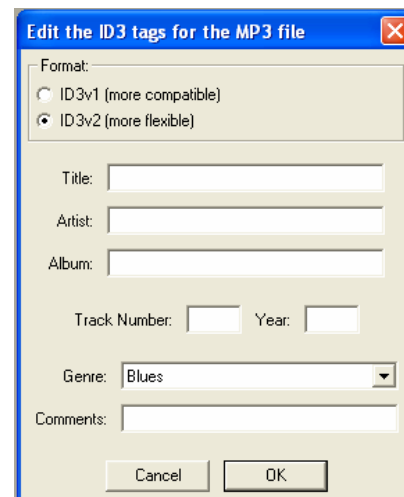 Edit the ID3 tags for the MP3 file
Format:
ID3v1 (more compatible)
ID3v2 (more flexible)
Title:
Artist:
Album:
Track Number: Year:
Genre: Blues
Comments:
Cancel OK